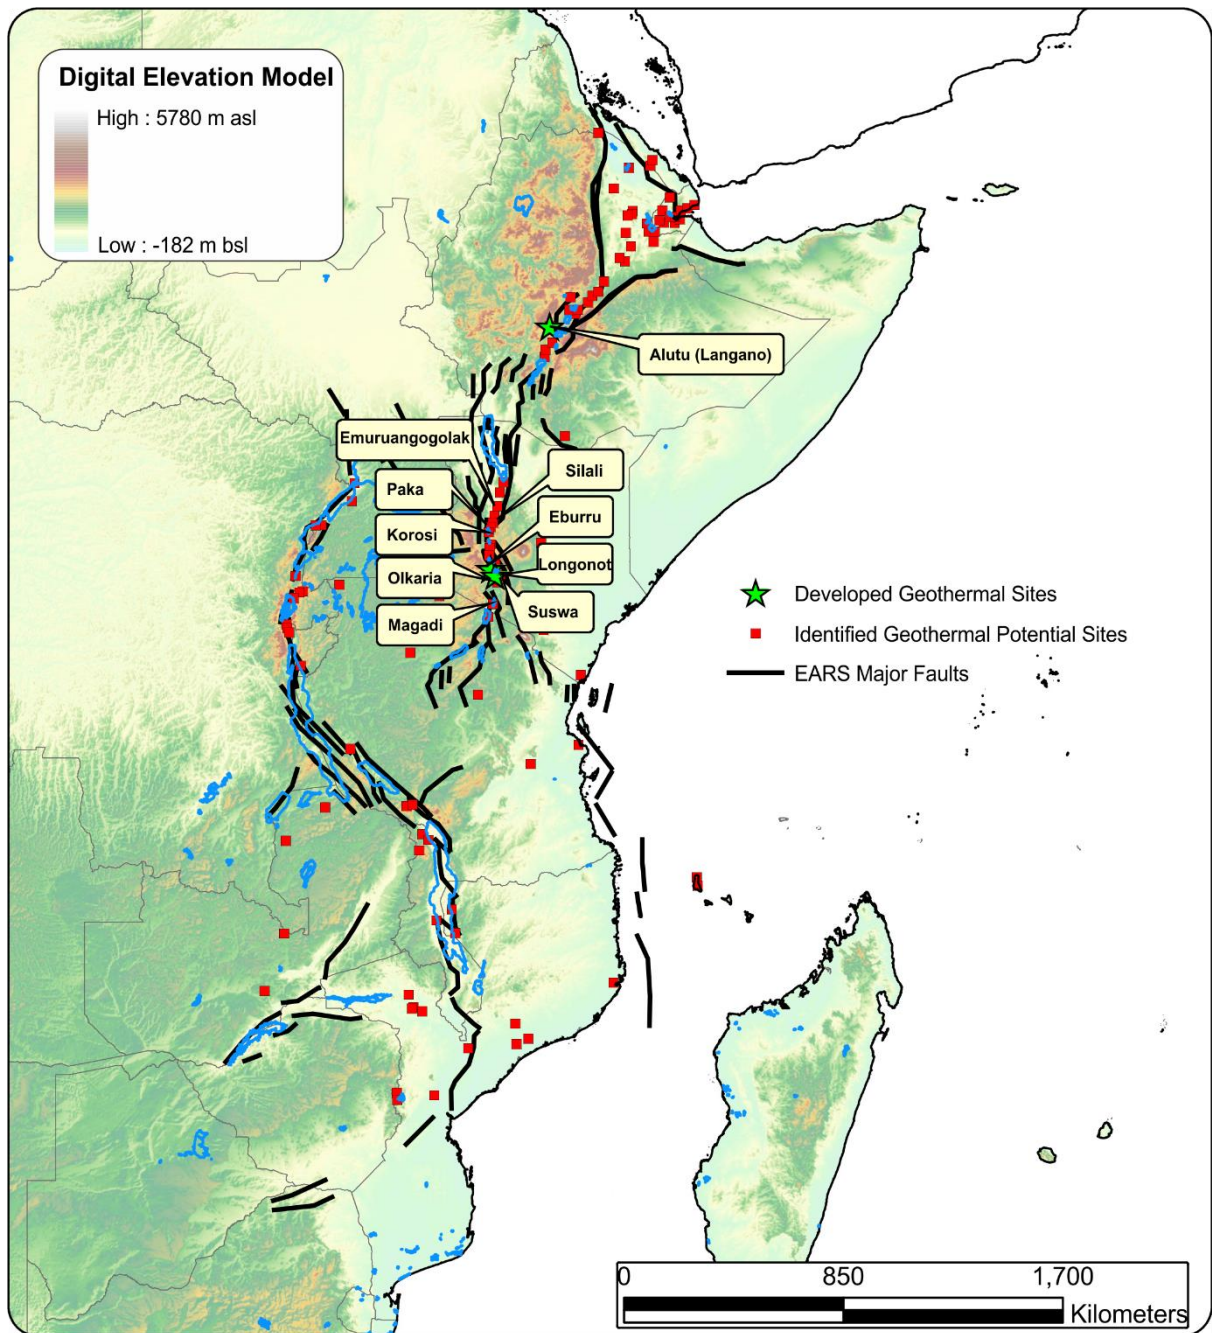 Digital Elevation Model
High : 5780 m asl
Low : -182 m bsl
Alutu (Langano)
Emuruangogolak
Silali
Paka
Eburru
Korosi
Longonot
Olkaria
Suswa
Magadi
Developed Geothermal Sites
Identified Geothermal Potential Sites
EARS Major Faults
0 850 1,700
Kilometers